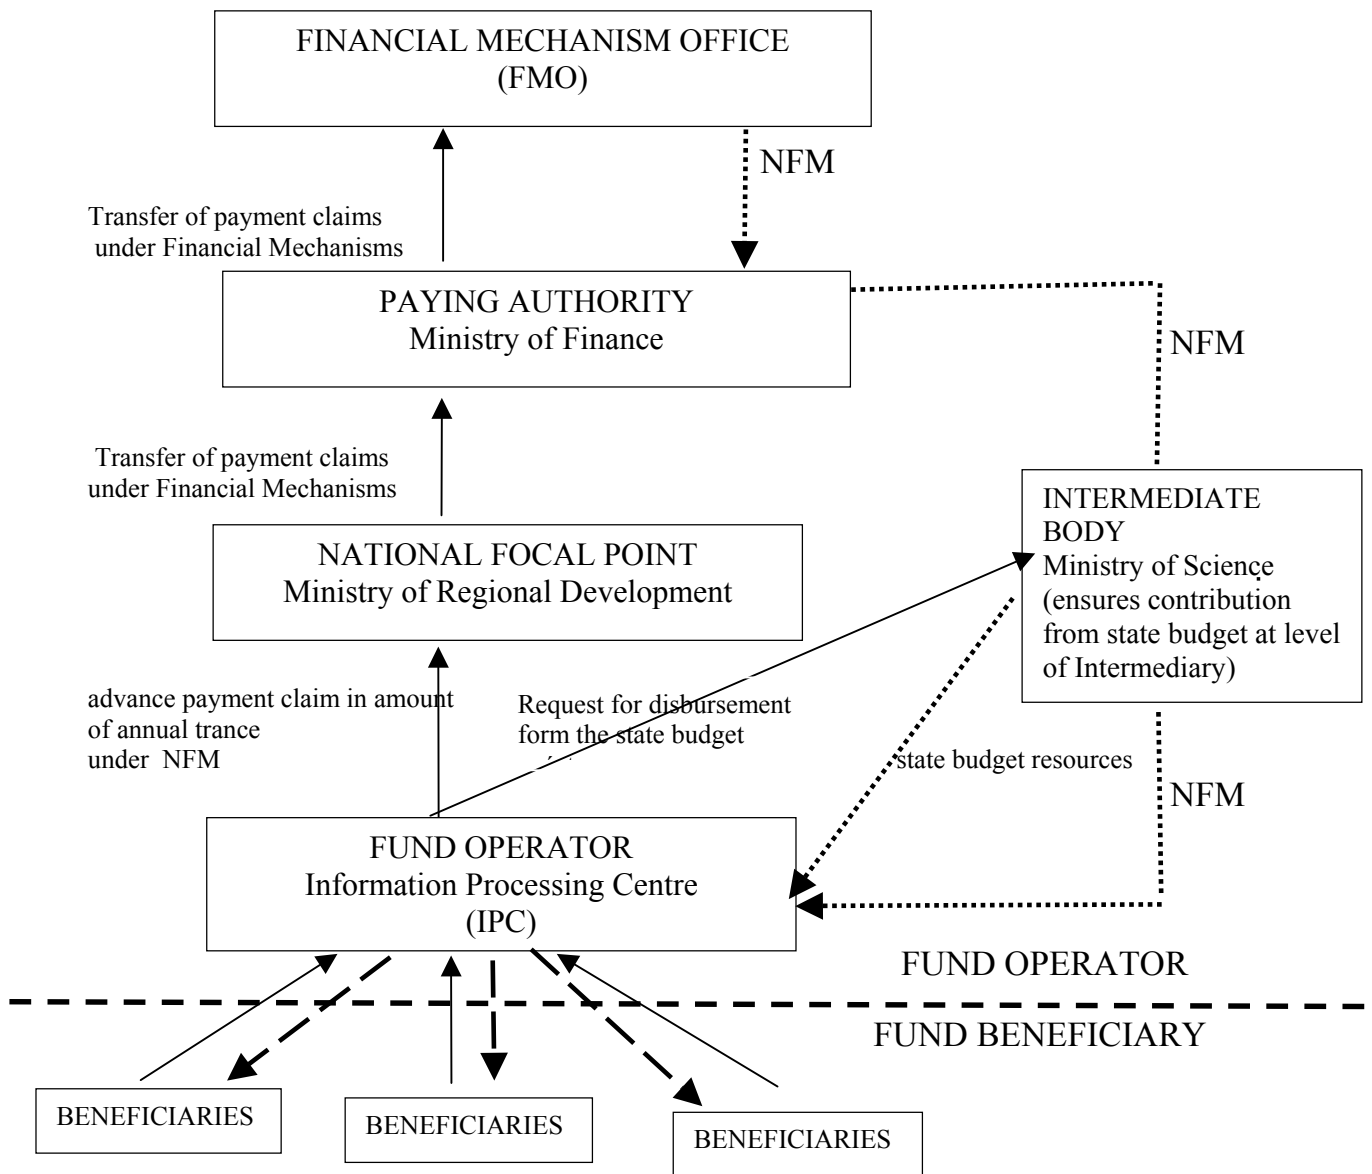 FINANCIAL MECHANISM OFFICE
(FMO)
NFM
Transfer of payment claims
under Financial Mechanisms
PAYING AUTHORITY
Ministry of Finance
NFM
Transfer of payment claims
under Financial Mechanisms
NATIONAL FOCAL POINT
Ministry of Regional Development
INTERMEDIATE
BODY
Ministry of Science
(ensures contribution
from state budget at level
of Intermediary)
advance payment claim in amount
of annual trance
under NFM
Request for disbursement
form the state budget
state budget resources
NFM
FUND OPERATOR
Information Processing Centre
(IPC)
FUND OPERATOR
FUND BENEFICIARY
BENEFICIARIES
BENEFICIARIES
BENEFICIARIES